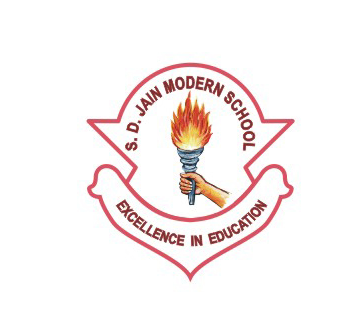 S. D. JAIN MODERN SCHOOL
EXCELLENCE IN EDUCATION